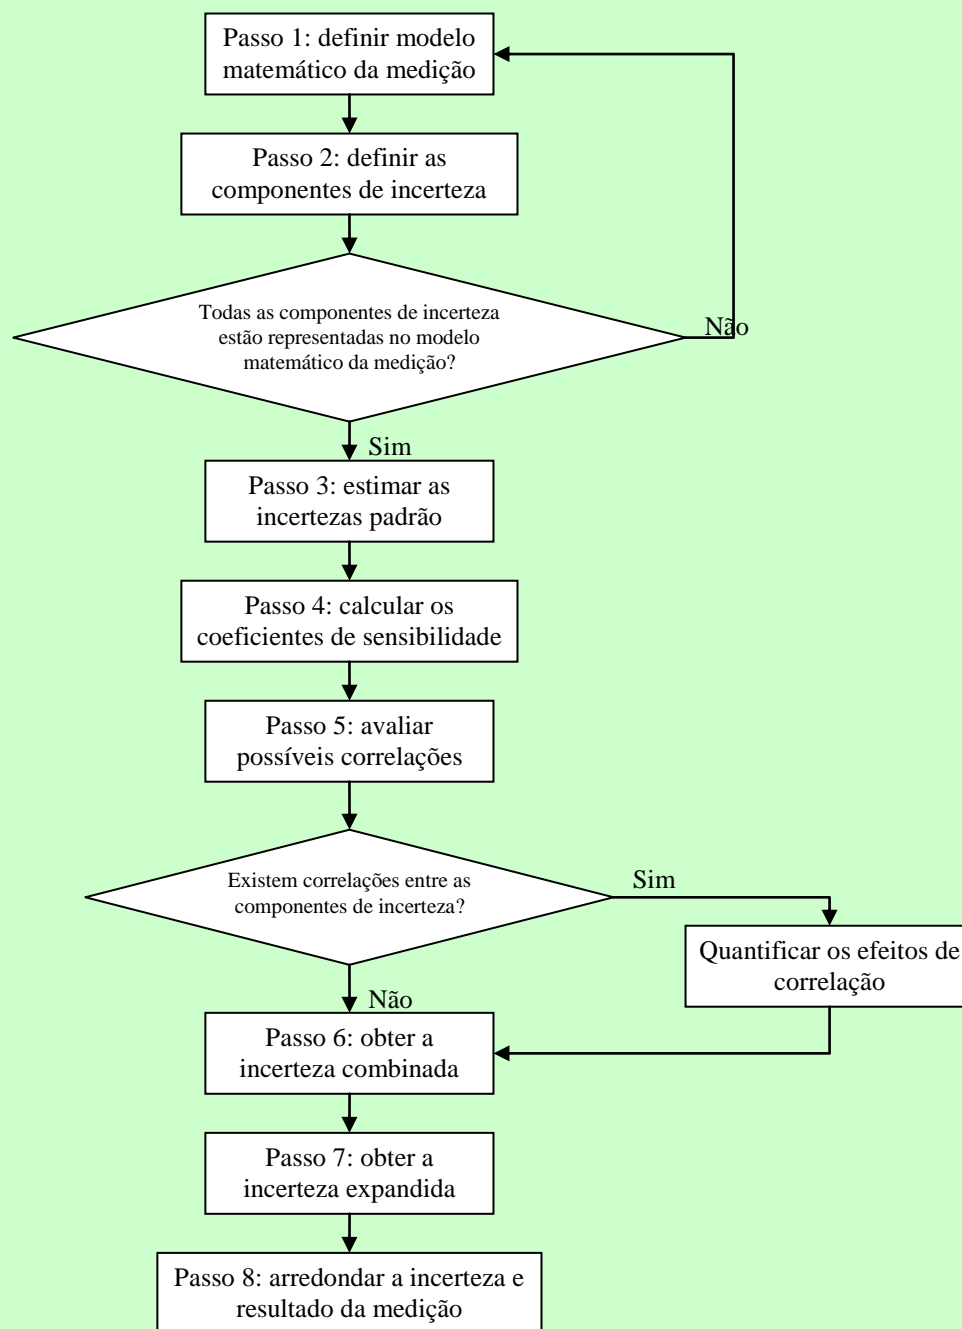 Passo 1: definir modelo
matemático da medição
Passo 2: definir as
componentes de incerteza
Todas as componentes de incerteza
estão representadas no modelo
matemático da medição?
Não
Sim
Passo 3: estimar as
incertezas padrão
Passo 4: calcular os
coeficientes de sensibilidade
Passo 5: avaliar
possíveis correlações
Existem correlações entre as
componentes de incerteza?
Sim
Quantificar os efeitos de
correlação
Não
Passo 6: obter a
incerteza combinada
Passo 7: obter a
incerteza expandida
Passo 8: arredondar a incerteza e
resultado da medição